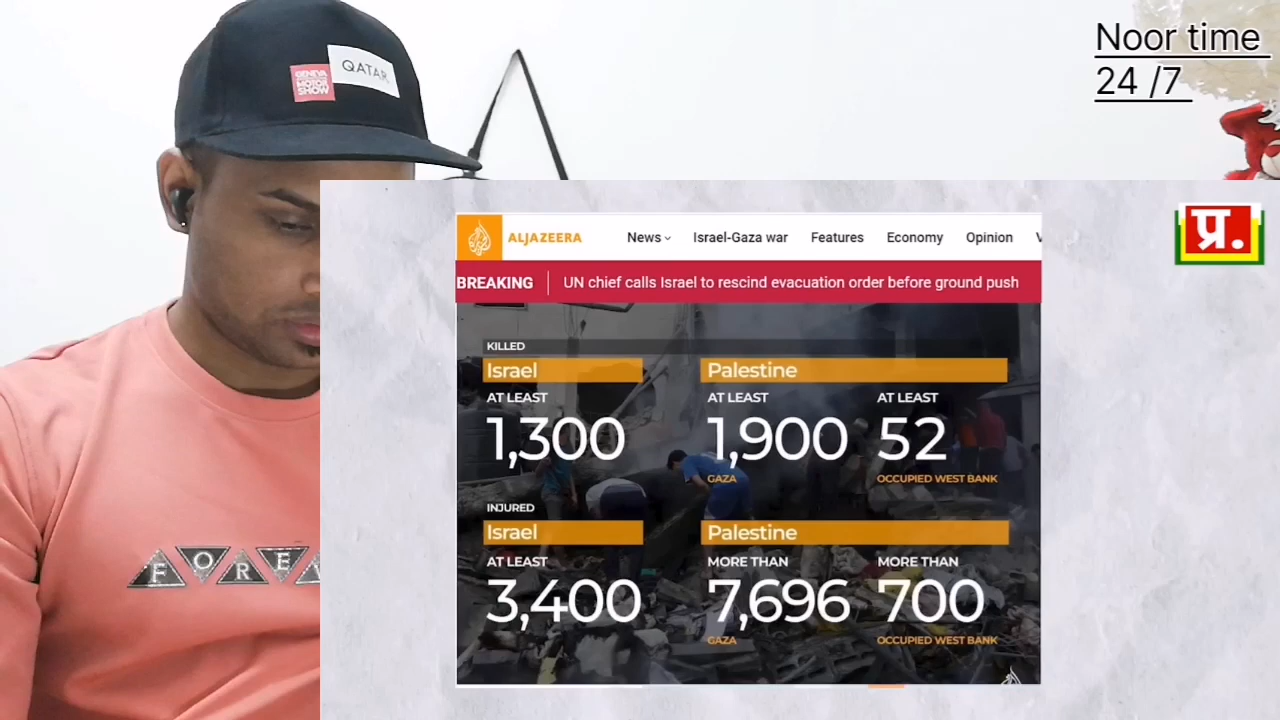 Noor time
24 /7
QATAR
GENEVA
MOTOR
SHOW
प्र.
ALJAZEERA
News
Israel-Gaza war
Features
Economy
Opinion
BREAKING
UN chief calls Israel to rescind evacuation order before ground push
KILLED
Israel
Palestine
AT LEAST
AT LEAST
AT LEAST
1,300
1,900
52
GAZA
OCCUPIED WEST BANK
INJURED
Israel
Palestine
AT LEAST
MORE THAN
MORE THAN
3,400
7,696
700
GAZA
OCCUPIED WEST BANK
FORE